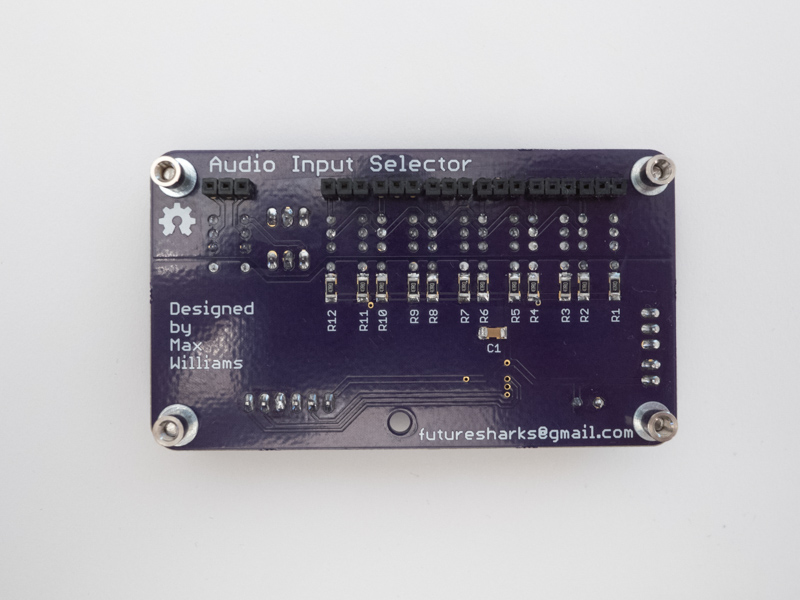 Audio Input Selector
R12 R11 R10 R9 R8 R7 R6 R5 R4 R3 R2 R1
C1
Designed
by
Max
Williams
futuresharks@gmail.com